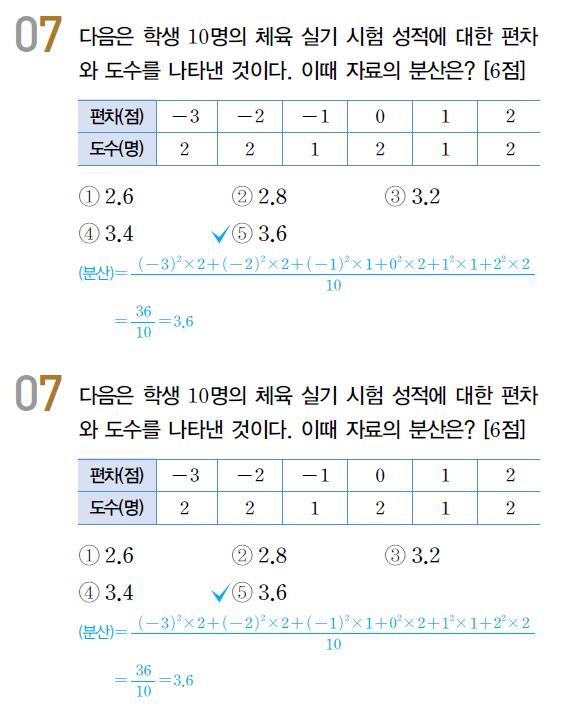 07 다음은 학생 10명의 체육 실기 시험 성적에 대한 편차
와 도수를 나타낸 것이다. 이때 자료의 분산은? [6점]
편차(점) -3 -2 -1 0 1 2
도수(명) 2 2 1 2 1 2
① 2.6 ② 2.8 ③ 3.2
④ 3.4 ⑤ 3.6
(분산)=\frac{(-3)²×2+(-2)²×2+(-1)²×1+0²×2+1²×1+2²×2}{10}
=\frac{36}{10}=3.6
07 다음은 학생 10명의 체육 실기 시험 성적에 대한 편차
와 도수를 나타낸 것이다. 이때 자료의 분산은? [6점]
편차(점) -3 -2 -1 0 1 2
도수(명) 2 2 1 2 1 2
① 2.6 ② 2.8 ③ 3.2
④ 3.4 ⑤ 3.6
(분산)=\frac{(-3)²×2+(-2)²×2+(-1)²×1+0²×2+1²×1+2²×2}{10}
=\frac{36}{10}=3.6